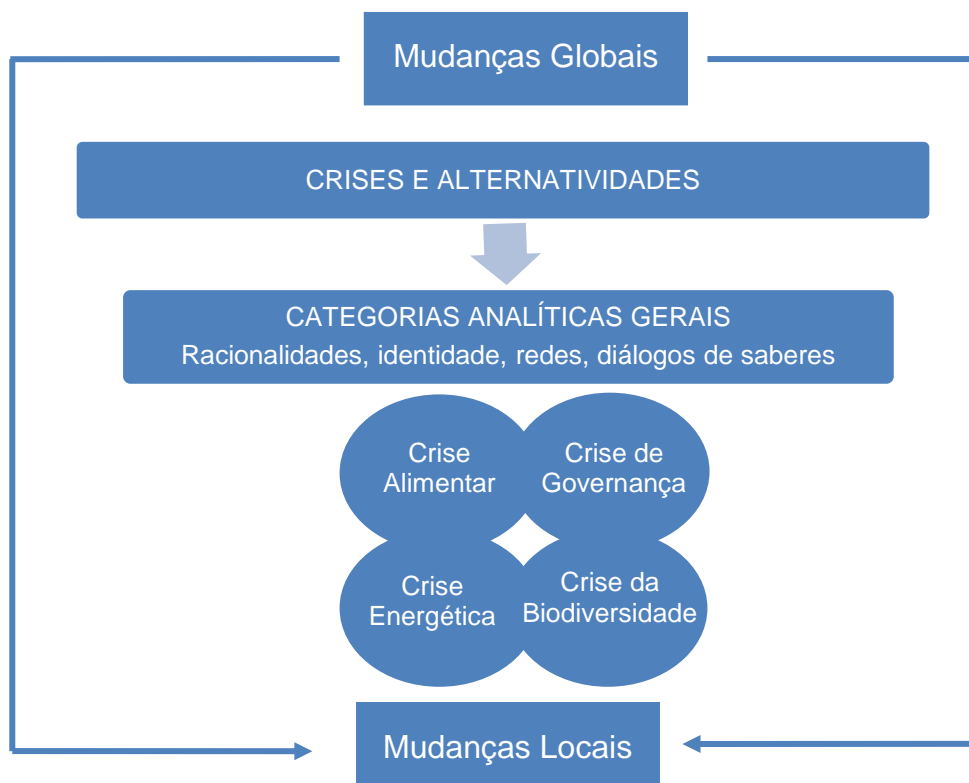 Mudanças Globais
CRISES E ALTERNATIVIDADES
CATEGORIAS ANALÍTICAS GERAIS
Racionalidades, identidade, redes, diálogos de saberes
Crise
Alimentar
Crise de
Governança
Crise
Energética
Crise da
Biodiversidade
Mudanças Locais